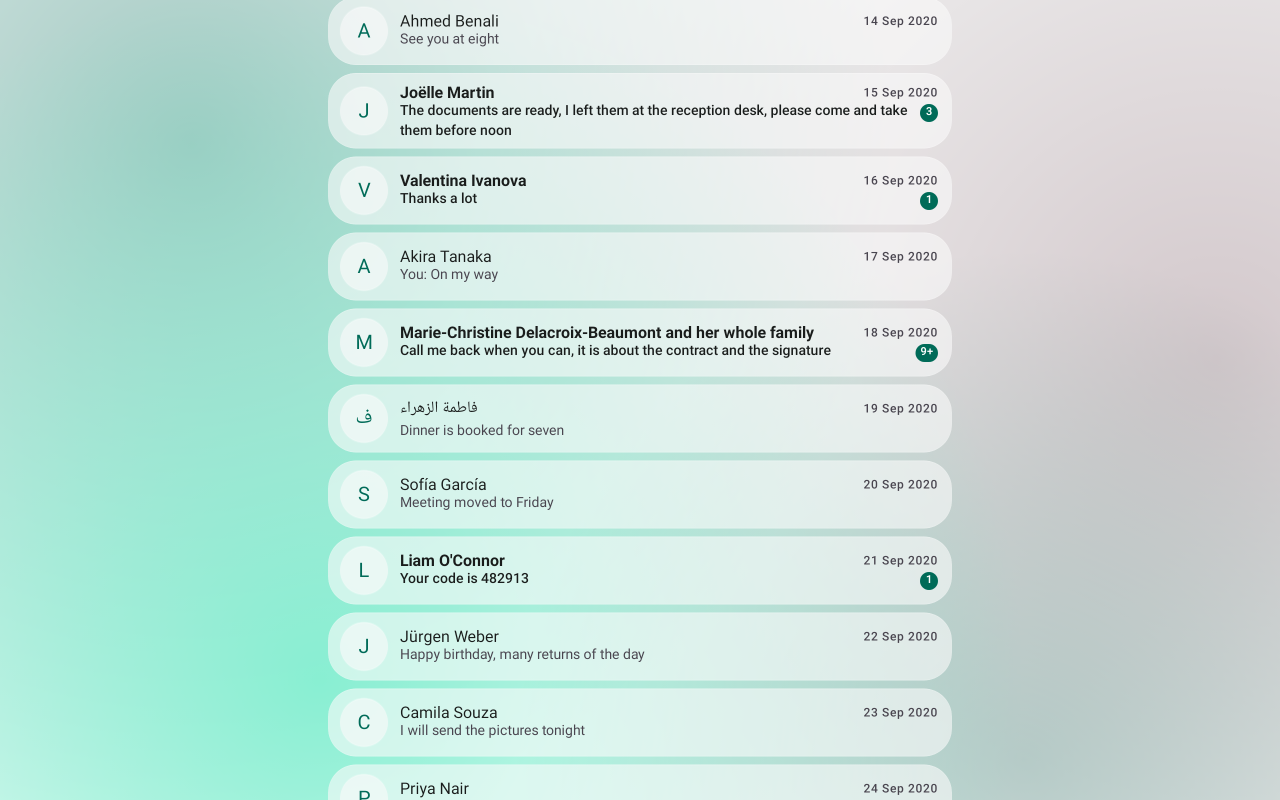 A
Ahmed Benali
14 Sep 2020
See you at eight
J
Joëlle Martin
15 Sep 2020
The documents are ready, I left them at the reception desk, please come and take
3
them before noon
V
Valentina Ivanova
16 Sep 2020
Thanks a lot
1
A
Akira Tanaka
17 Sep 2020
You: On my way
M
Marie-Christine Delacroix-Beaumont and her whole family
18 Sep 2020
Call me back when you can, it is about the contract and the signature
9+
ف
فاطمة الزهراء
19 Sep 2020
Dinner is booked for seven
S
Sofía García
20 Sep 2020
Meeting moved to Friday
L
Liam O'Connor
21 Sep 2020
Your code is 482913
1
J
Jürgen Weber
22 Sep 2020
Happy birthday, many returns of the day
C
Camila Souza
23 Sep 2020
I will send the pictures tonight
P
Priya Nair
24 Sep 2020